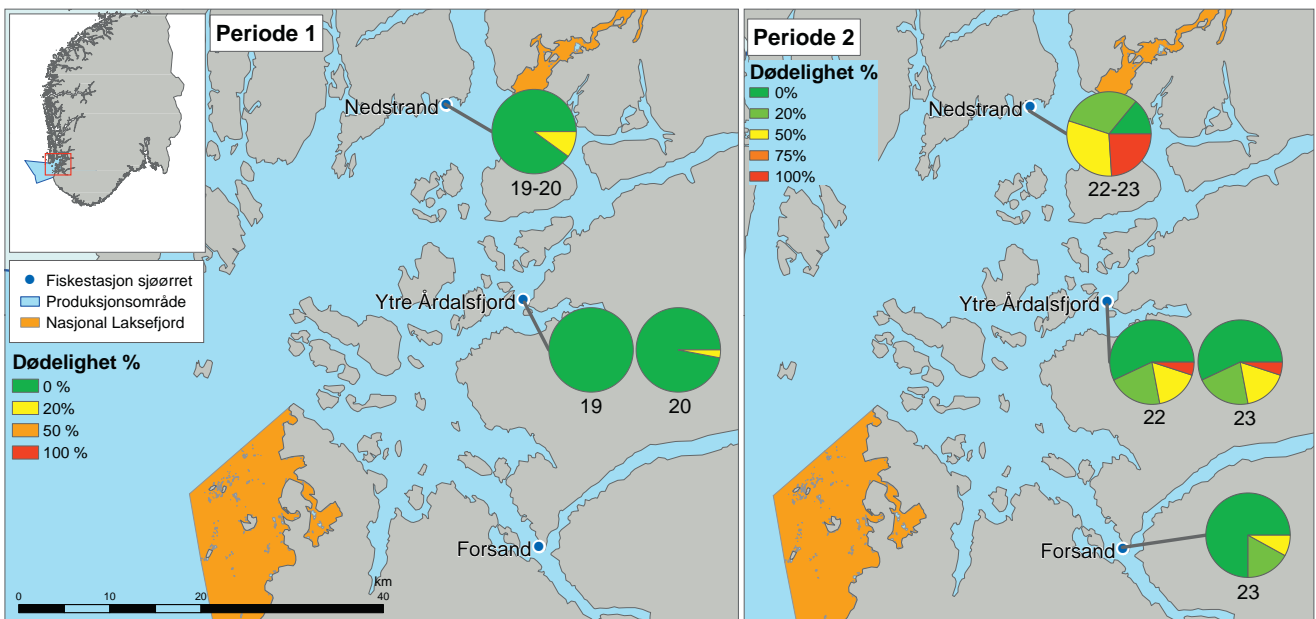 Periode 1
Nedstrand
19-20
Ytre Årdalsfjord
19
20
Forsand
Fiskestasjon sjøørret
Produksjonsområde
Nasjonal Laksefjord
Dødelighet %
0 %
20%
50 %
100 %
km
0
20
40
Periode 2
Dødelighet %
0%
20%
50%
75%
100%
Nedstrand
22-23
Ytre Årdalsfjord
22
23
Forsand
23